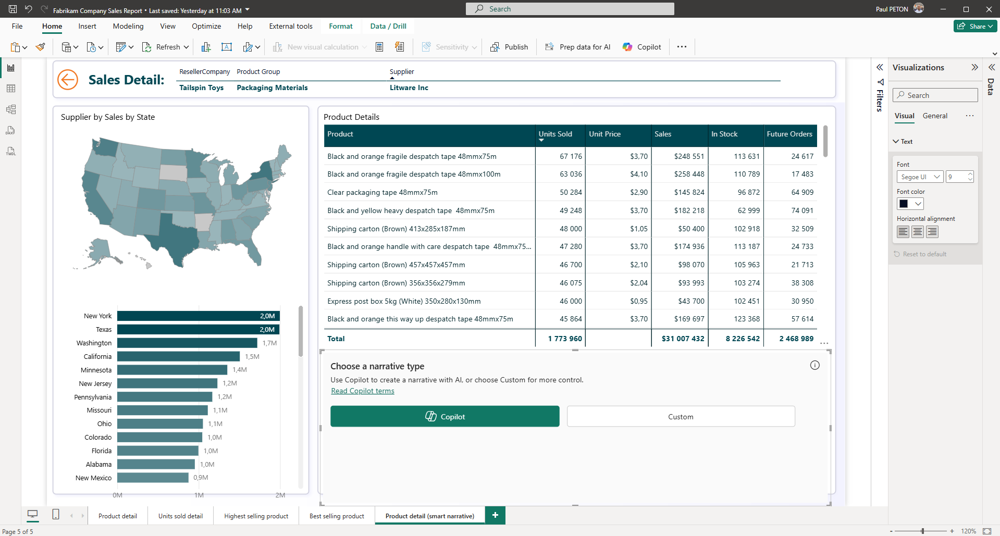 Fabrikam Company Sales Report • Last saved: Yesterday at 11:03 AM
Search
Paul PETON
File
Home
Insert
Modeling
View
Optimize
Help
External tools
Format
Data / Drill
Share
Refresh
New visual calculation
Sensitivity
Publish
Prep data for AI
Copilot
DAX
TMDL
Sales Detail:
ResellerCompany Product Group Supplier
Tailspin Toys Packaging Materials Litware Inc
Supplier by Sales by State
New York 2,0M
Texas 2,0M
Washington 1,7M
California 1,5M
Minnesota 1,4M
New Jersey 1,2M
Pennsylvania 1,2M
Missouri 1,1M
Ohio 1,1M
Colorado 1,0M
Florida 1,0M
Alabama 1,0M
New Mexico 0,9M
0M 1M 2M
Product Details
Product Units Sold Unit Price Sales In Stock Future Orders
Black and orange fragile despatch tape 48mmx75m 67 176 $3,70 $248 551 113 631 24 617
Black and orange fragile despatch tape 48mmx100m 63 036 $4,10 $258 448 110 789 17 483
Clear packaging tape 48mmx75m 50 284 $2,90 $145 824 96 872 64 909
Black and yellow heavy despatch tape  48mmx75m 49 248 $3,70 $182 218 62 999 74 091
Shipping carton (Brown) 413x285x187mm 48 000 $1,05 $50 400 102 918 32 509
Black and orange handle with care despatch tape  48mmx75... 47 280 $3,70 $174 936 113 187 24 733
Shipping carton (Brown) 457x457x457mm 46 700 $2,10 $98 070 105 963 21 713
Shipping carton (Brown) 356x356x279mm 46 075 $2,04 $93 993 103 274 38 308
Express post box 5kg (White) 350x280x130mm 46 000 $0,95 $43 700 102 451 30 950
Black and orange this way up despatch tape 48mmx75m 45 864 $3,70 $169 697 123 368 57 614
Total 1 773 960 $31 007 432 8 226 542 2 468 989
Choose a narrative type
Use Copilot to create a narrative with AI, or choose Custom for more control.
Read Copilot terms
Copilot
Custom
Filters
Visualizations
Search
Visual
General
Text
Font
Segoe UI
9
Font color
Horizontal alignment
Reset to default
Data
Product detail
Units sold detail
Highest selling product
Best selling product
Product detail (smart narrative)
Page 5 of 5
- + 120%